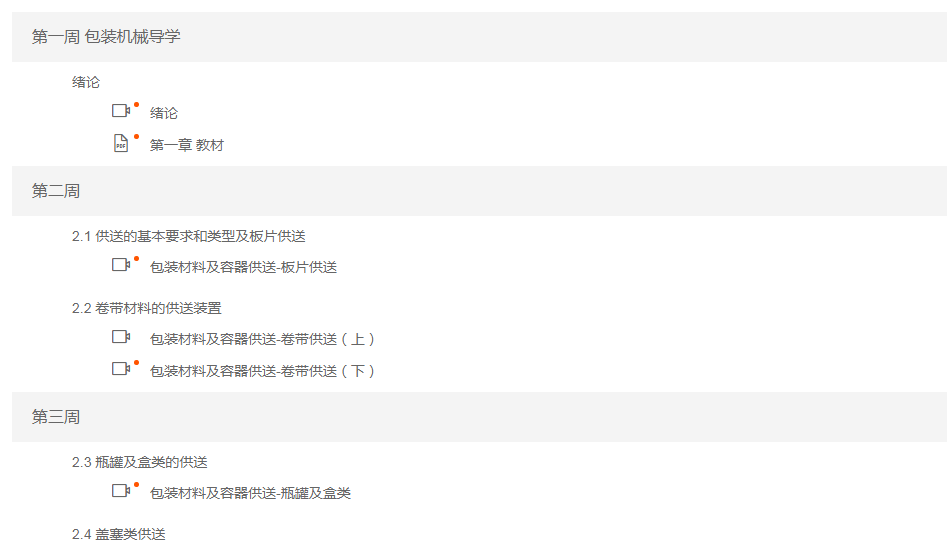 第一周 包装机械导学
绪论
绪论
PDF
第一章 教材
第二周
2.1 供送的基本要求和类型及板片供送
包装材料及容器供送-板片供送
2.2 卷带材料的供送装置
包装材料及容器供送-卷带供送（上）
包装材料及容器供送-卷带供送（下）
第三周
2.3 瓶罐及盒类的供送
包装材料及容器供送-瓶罐及盒类
2.4 盖塞类供送